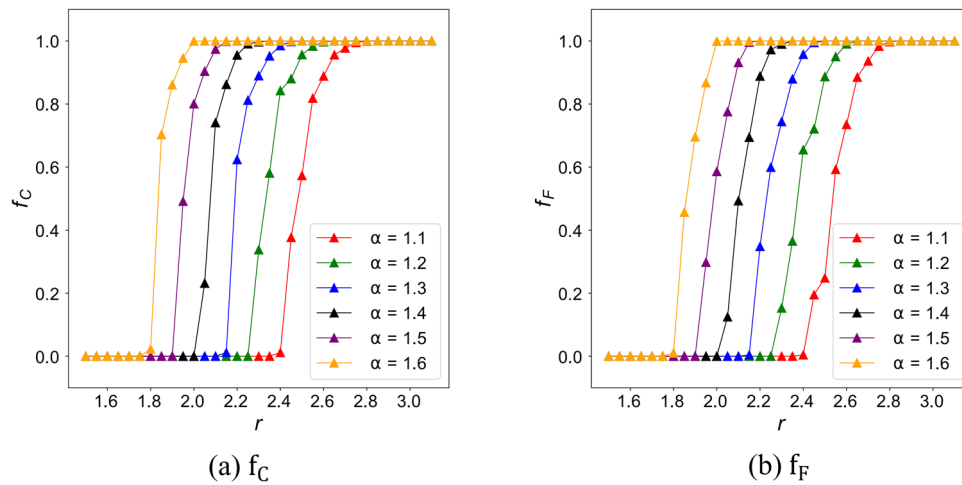 1.0
0.8
0.6
0.4
0.2
0.0
f_C
α = 1.1
α = 1.2
α = 1.3
α = 1.4
α = 1.5
α = 1.6
1.6 1.8 2.0 2.2 2.4 2.6 2.8 3.0
r
(a) f_C
1.0
0.8
0.6
0.4
0.2
0.0
f_F
α = 1.1
α = 1.2
α = 1.3
α = 1.4
α = 1.5
α = 1.6
1.6 1.8 2.0 2.2 2.4 2.6 2.8 3.0
r
(b) f_F